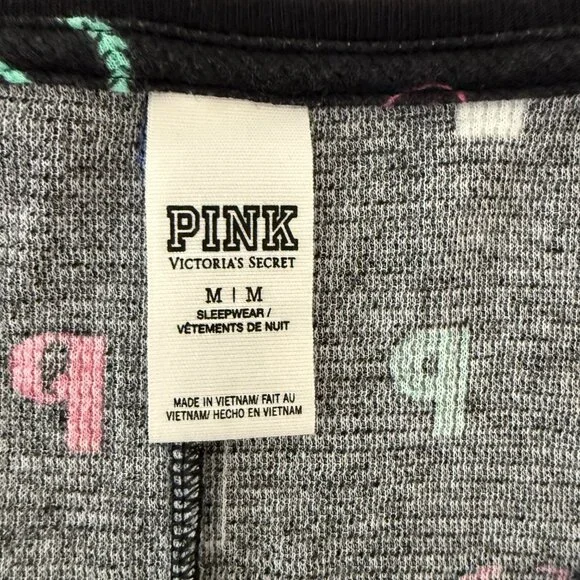 PINK
VICTORIA'S SECRET
M | M
SLEEPWEAR /
VÊTEMENTS DE NUIT
MADE IN VIETNAM/ FAIT AU
VIETNAM/ HECHO EN VIETNAM